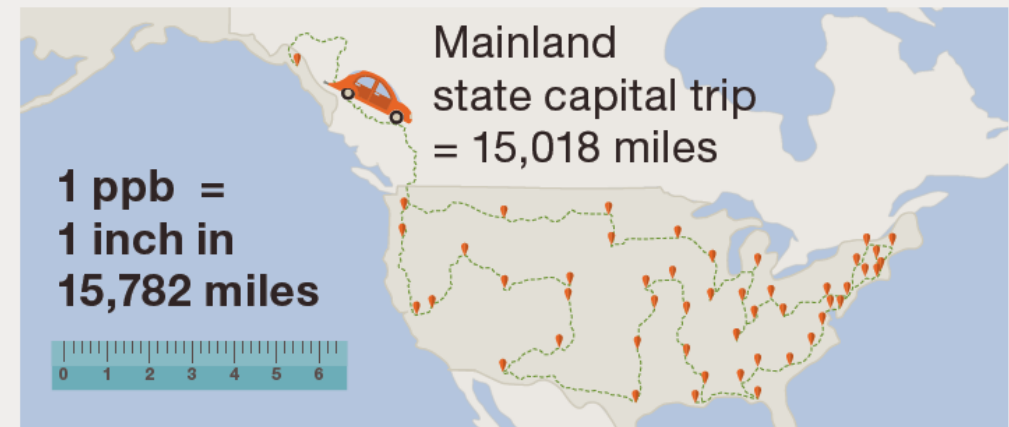 Mainland
state capital trip
= 15,018 miles
1 ppb =
1 inch in
15,782 miles
0 1 2 3 4 5 6